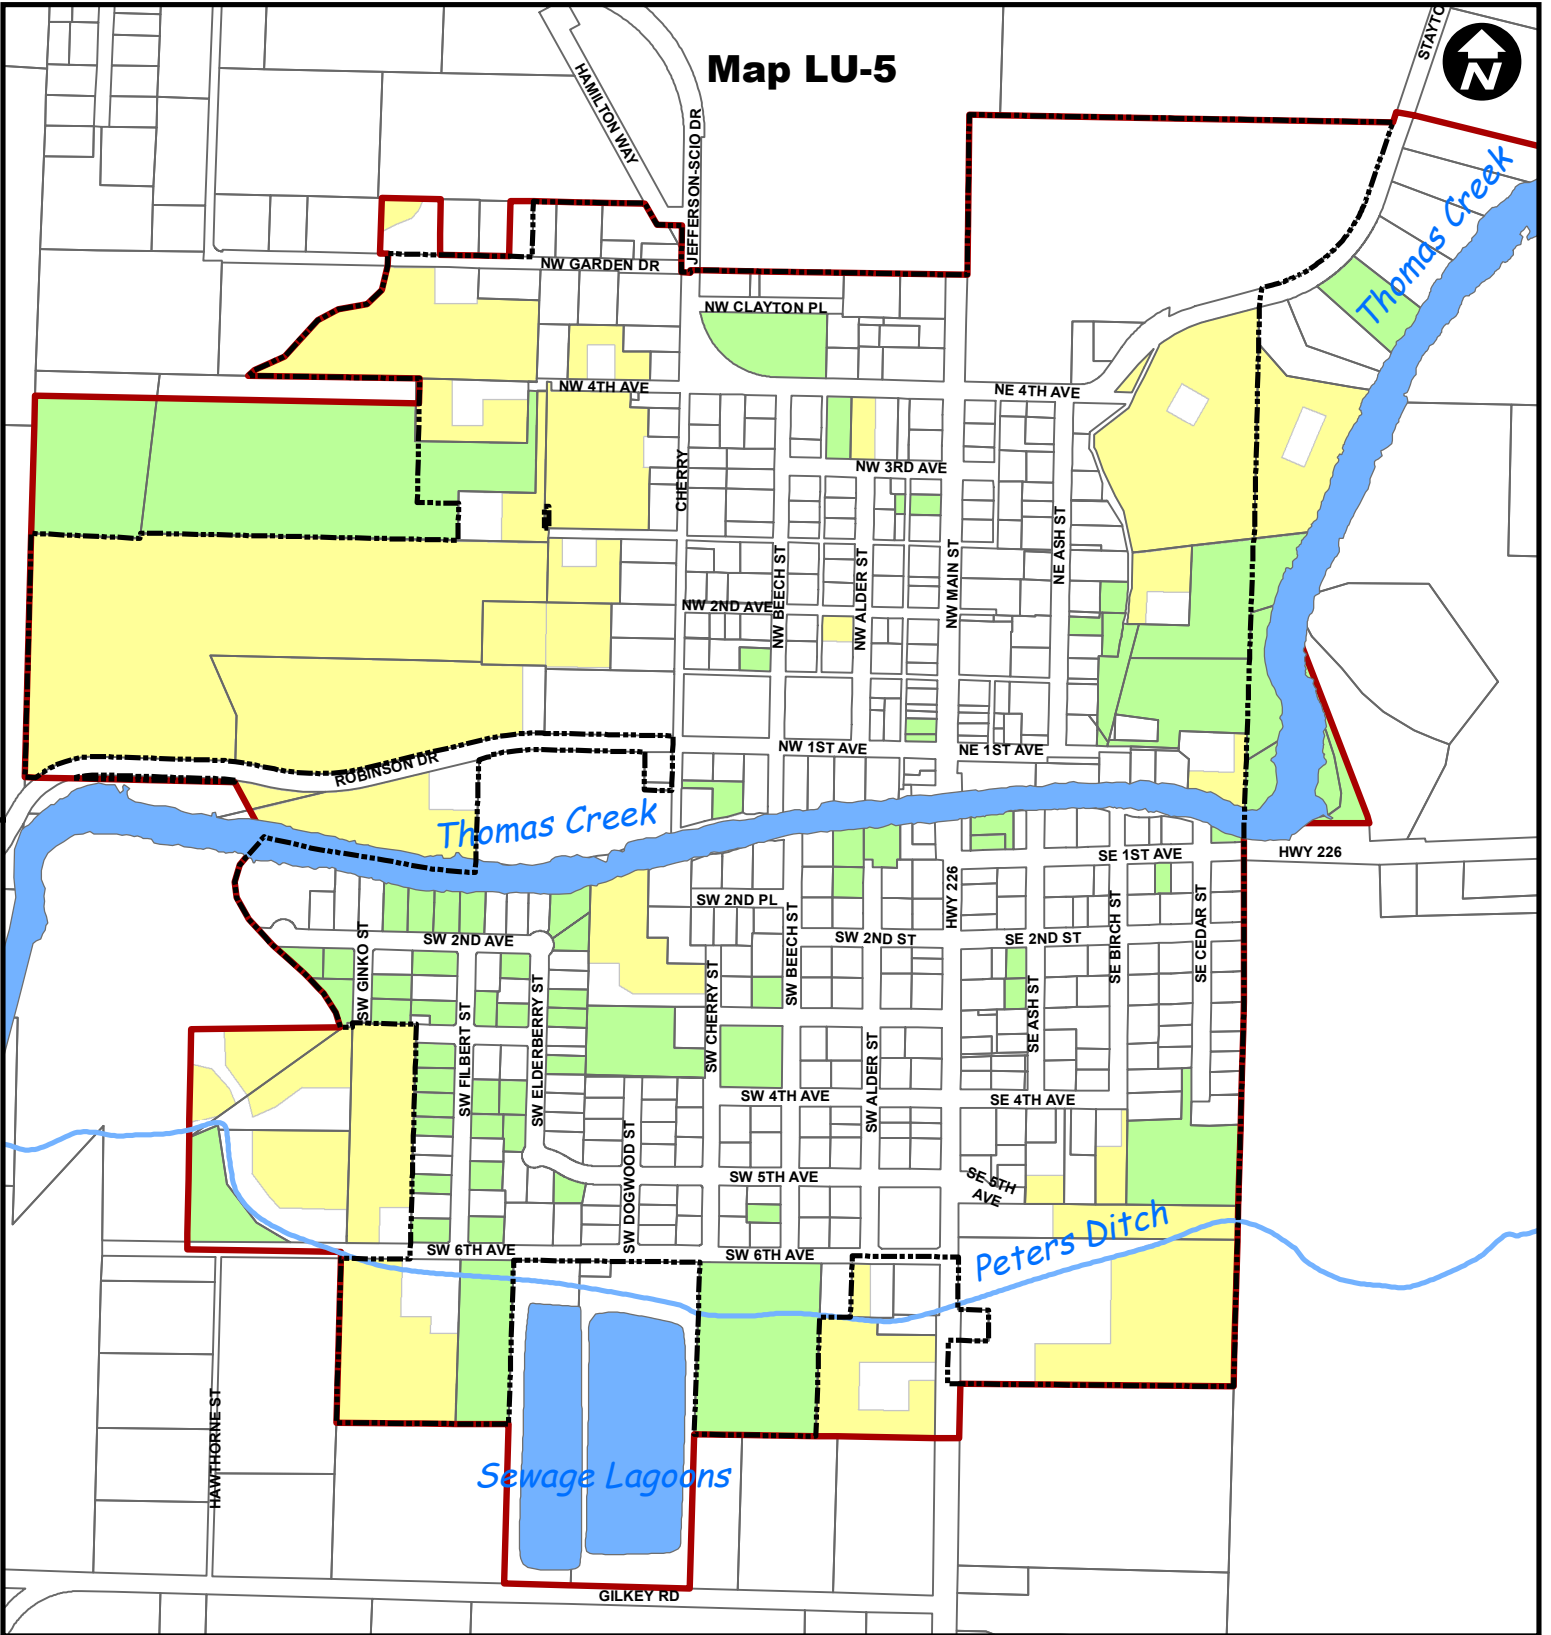 Map LU-5
N
HAMILTON WAY
JEFFERSON-SCIO DR
Thomas Creek
NW GARDEN DR
NW CLAYTON PL
NW 4TH AVE
NE 4TH AVE
CHERRY
NW 3RD AVE
NE ASH ST
NW BEECH ST
NW ALDER ST
NW MAIN ST
NW 2ND AVE
NW 1ST AVE
NE 1ST AVE
ROBINSON DR
Thomas Creek
SE 1ST AVE
HWY 226
HWY 226
SW 2ND PL
SW GINKO ST
SW 2ND AVE
SW BEECH ST
SW 2ND ST
SE 2ND ST
SE BIRCH ST
SE CEDAR ST
SW FILBERT ST
SW ELDERBERRY ST
SW CHERRY ST
SE ASH ST
SW ALDER ST
SW 4TH AVE
SE 4TH AVE
SW DOGWOOD ST
SW 5TH AVE
SE 5TH
AVE
Peters Ditch
SW 6TH AVE
SW 6TH AVE
HAWTHORNE ST
Sewage Lagoons
GILKEY RD